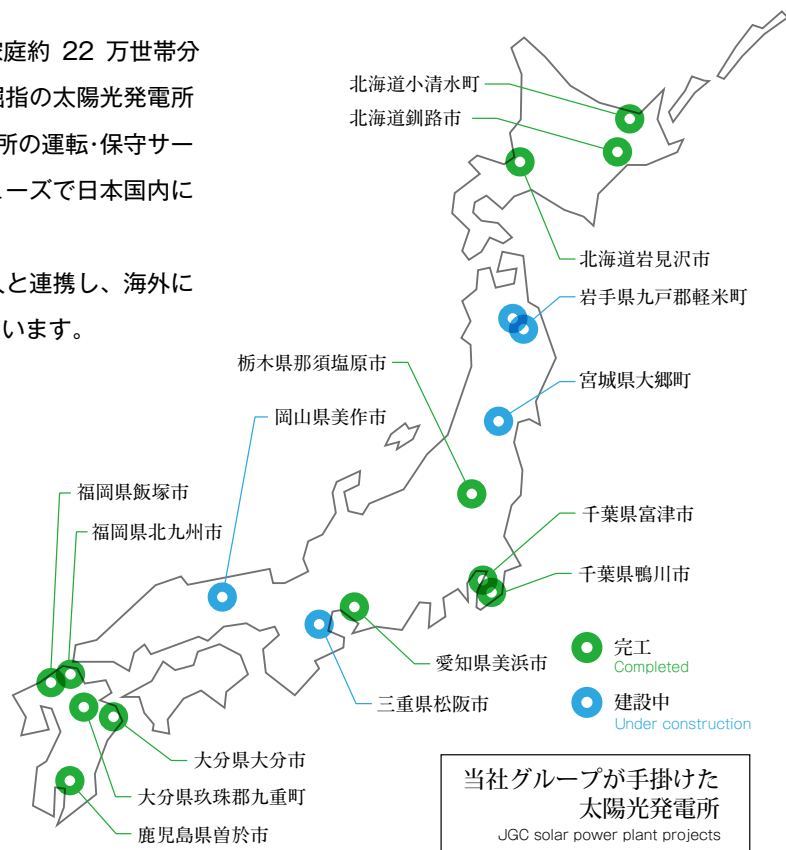 家庭約 22 万世帯分
屈指の太陽光発電所
所の運転・保守サー
ューズで日本国内に
人と連携し、海外に
います。
北海道小清水町
北海道釧路市
北海道岩見沢市
岩手県九戸郡軽米町
栃木県那須塩原市
宮城県大郷町
岡山県美作市
福岡県飯塚市
福岡県北九州市
千葉県富津市
千葉県鴨川市
愛知県美浜市
三重県松阪市
大分県大分市
大分県玖珠郡九重町
鹿児島県曽於市
完工
Completed
建設中
Under construction
当社グループが手掛けた
太陽光発電所
JGC solar power plant projects